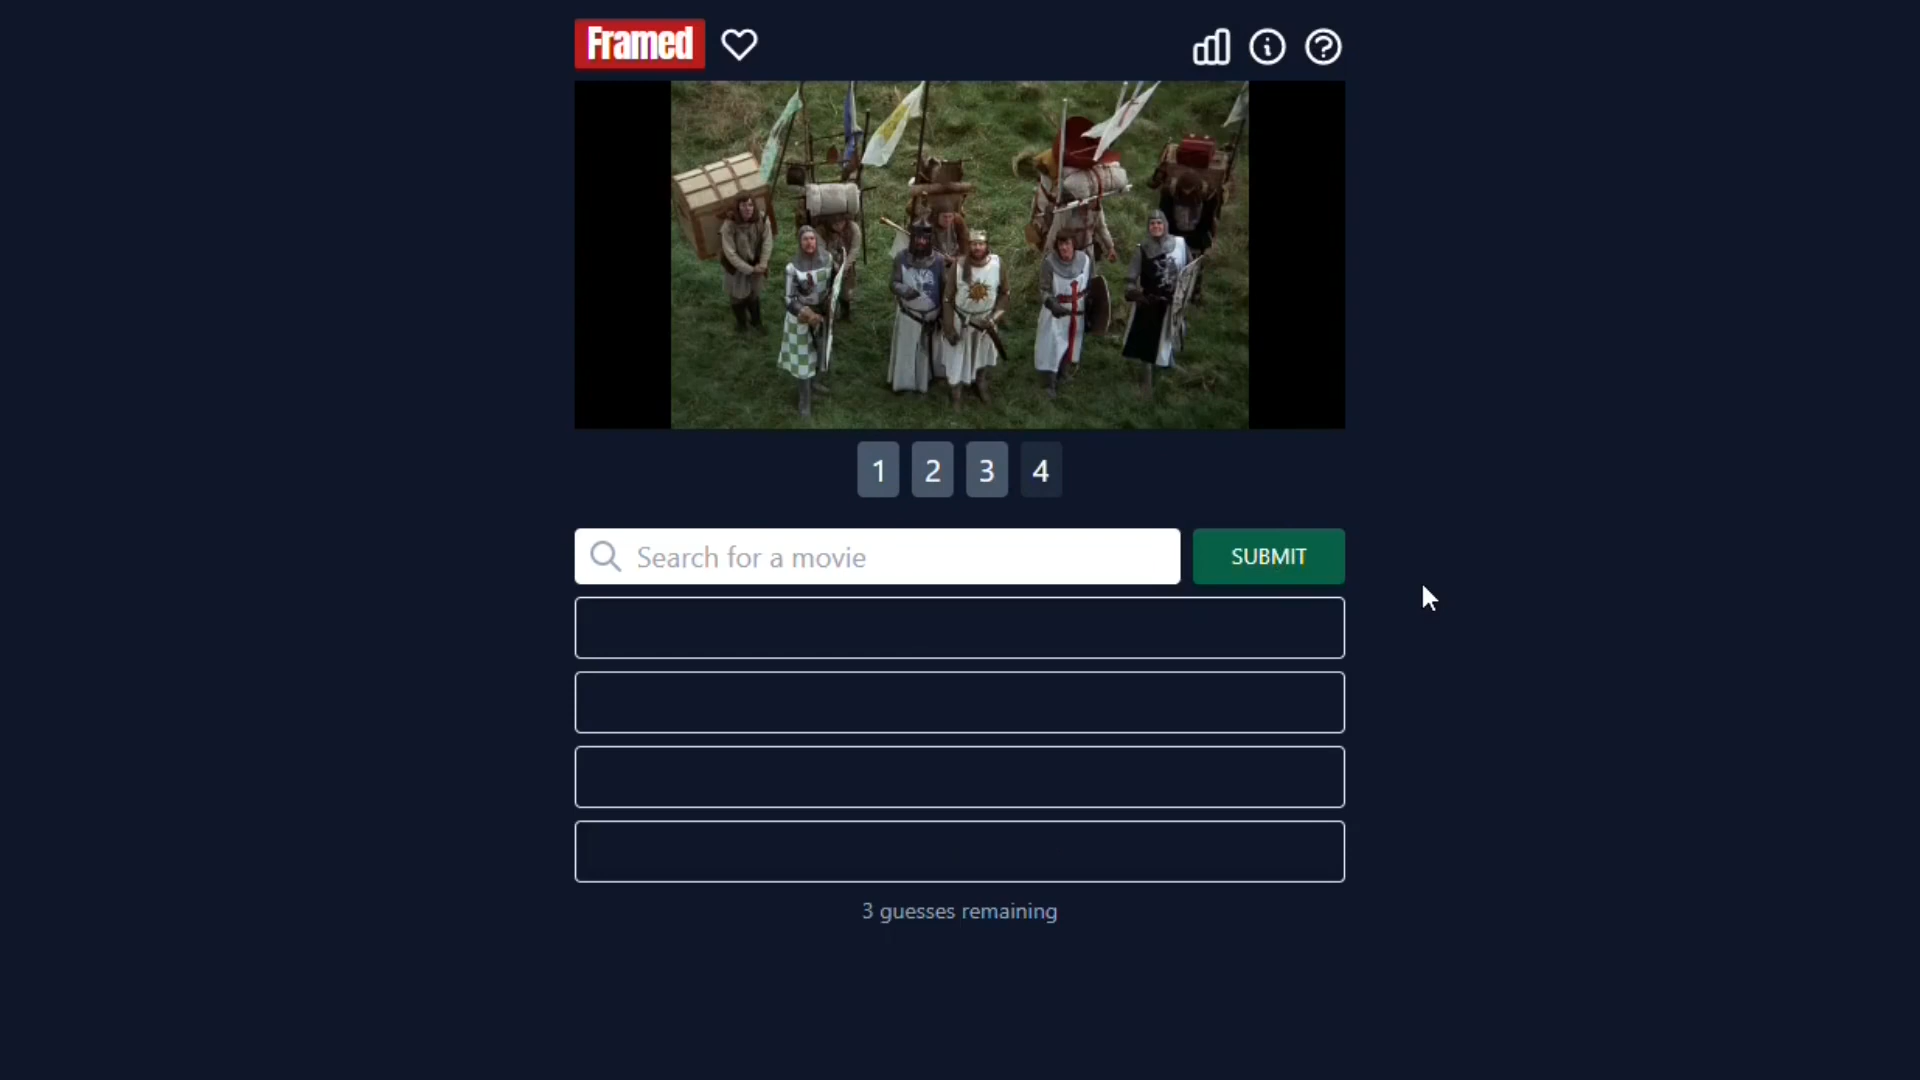 Framed
1 2 3 4
Search for a movie
SUBMIT
3 guesses remaining